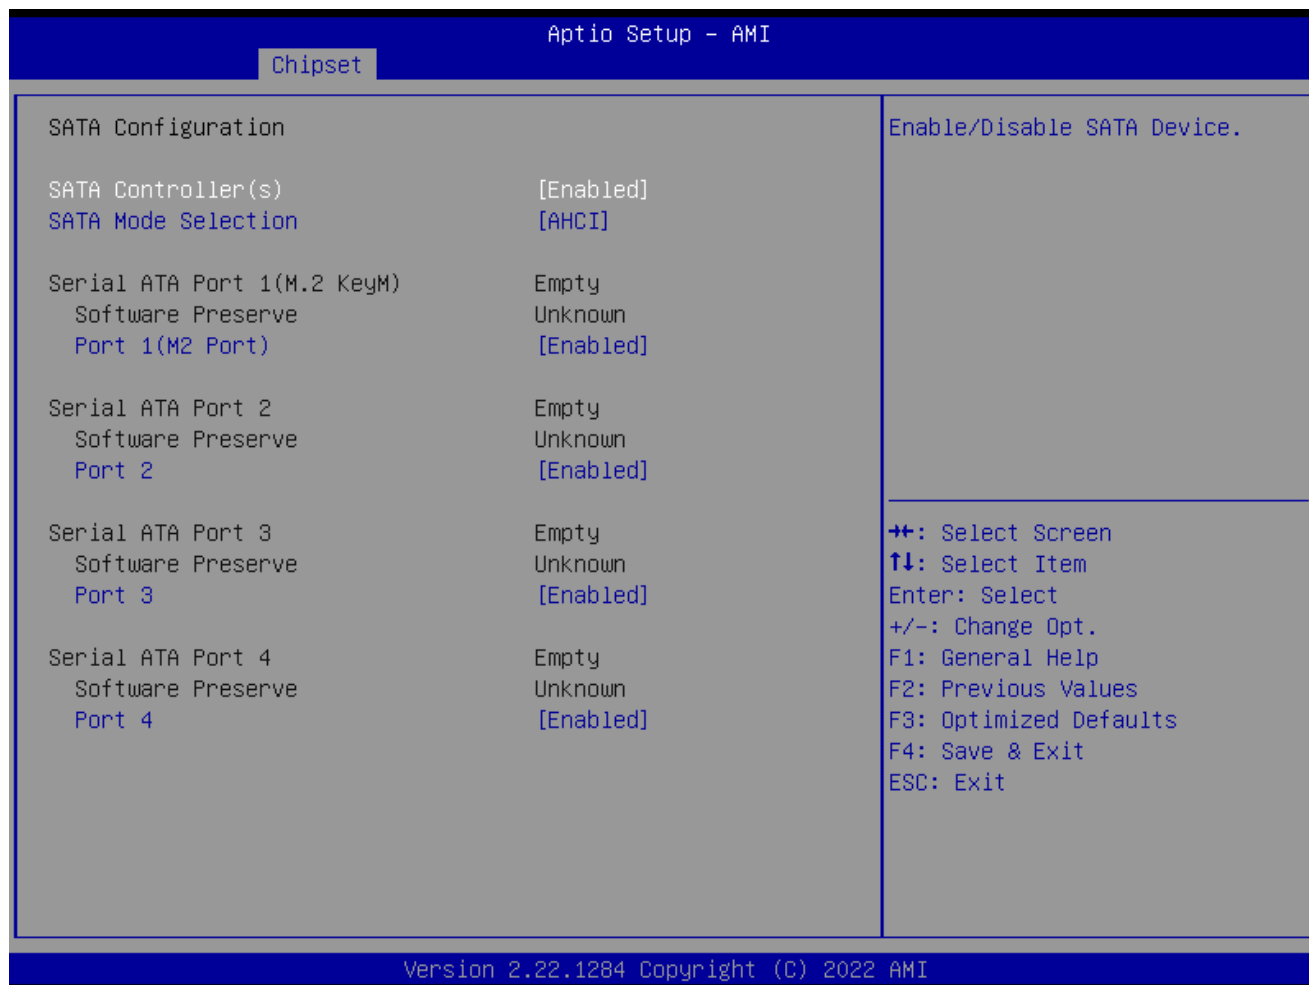 Aptio Setup – AMI
Chipset
SATA Configuration
SATA Controller(s) [Enabled]
SATA Mode Selection [AHCI]
Serial ATA Port 1(M.2 KeyM) Empty
Software Preserve Unknown
Port 1(M2 Port) [Enabled]
Serial ATA Port 2 Empty
Software Preserve Unknown
Port 2 [Enabled]
Serial ATA Port 3 Empty
Software Preserve Unknown
Port 3 [Enabled]
Serial ATA Port 4 Empty
Software Preserve Unknown
Port 4 [Enabled]
Enable/Disable SATA Device.
→←: Select Screen
↑↓: Select Item
Enter: Select
+/-: Change Opt.
F1: General Help
F2: Previous Values
F3: Optimized Defaults
F4: Save & Exit
ESC: Exit
Version 2.22.1284 Copyright (C) 2022 AMI